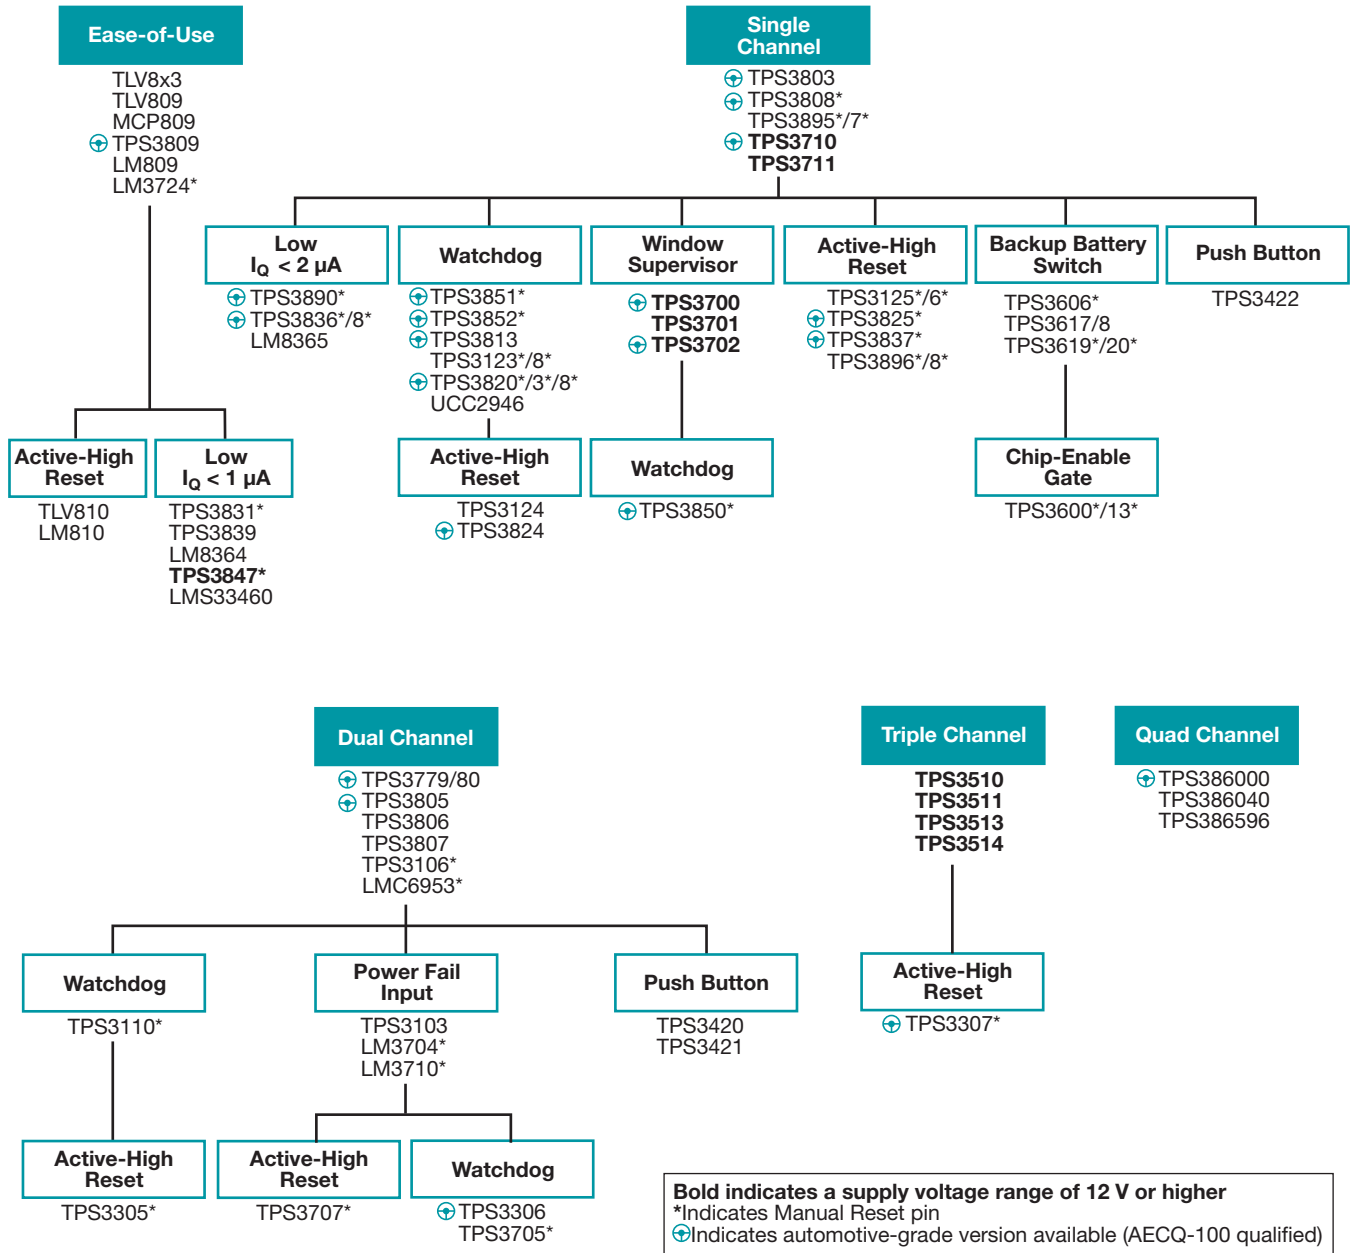 Ease-of-Use
TLV8x3
TLV809
MCP809
TPS3809
LM809
LM3724*
Active-High
Reset
TLV810
LM810
Low
IQ < 1 µA
TPS3831*
TPS3839
LM8364
TPS3847*
LMS33460
Single
Channel
TPS3803
TPS3808*
TPS3895*/7*
TPS3710
TPS3711
Low
IQ < 2 µA
TPS3890*
TPS3836*/8*
LM8365
Watchdog
TPS3851*
TPS3852*
TPS3813
TPS3123*/8*
TPS3820*/3*/8*
UCC2946
Active-High
Reset
TPS3124
TPS3824
Window
Supervisor
TPS3700
TPS3701
TPS3702
Watchdog
TPS3850*
Active-High
Reset
TPS3125*/6*
TPS3825*
TPS3837*
TPS3896*/8*
Backup Battery
Switch
TPS3606*
TPS3617/8
TPS3619*/20*
Chip-Enable
Gate
TPS3600*/13*
Push Button
TPS3422
Dual Channel
TPS3779/80
TPS3805
TPS3806
TPS3807
TPS3106*
LMC6953*
Watchdog
TPS3110*
Active-High
Reset
TPS3305*
Power Fail
Input
TPS3103
LM3704*
LM3710*
Active-High
Reset
TPS3707*
Watchdog
TPS3306
TPS3705*
Push Button
TPS3420
TPS3421
Triple Channel
TPS3510
TPS3511
TPS3513
TPS3514
Active-High
Reset
TPS3307*
Quad Channel
TPS386000
TPS386040
TPS386596
Bold indicates a supply voltage range of 12 V or higher
*Indicates Manual Reset pin
Indicates automotive-grade version available (AECQ-100 qualified)